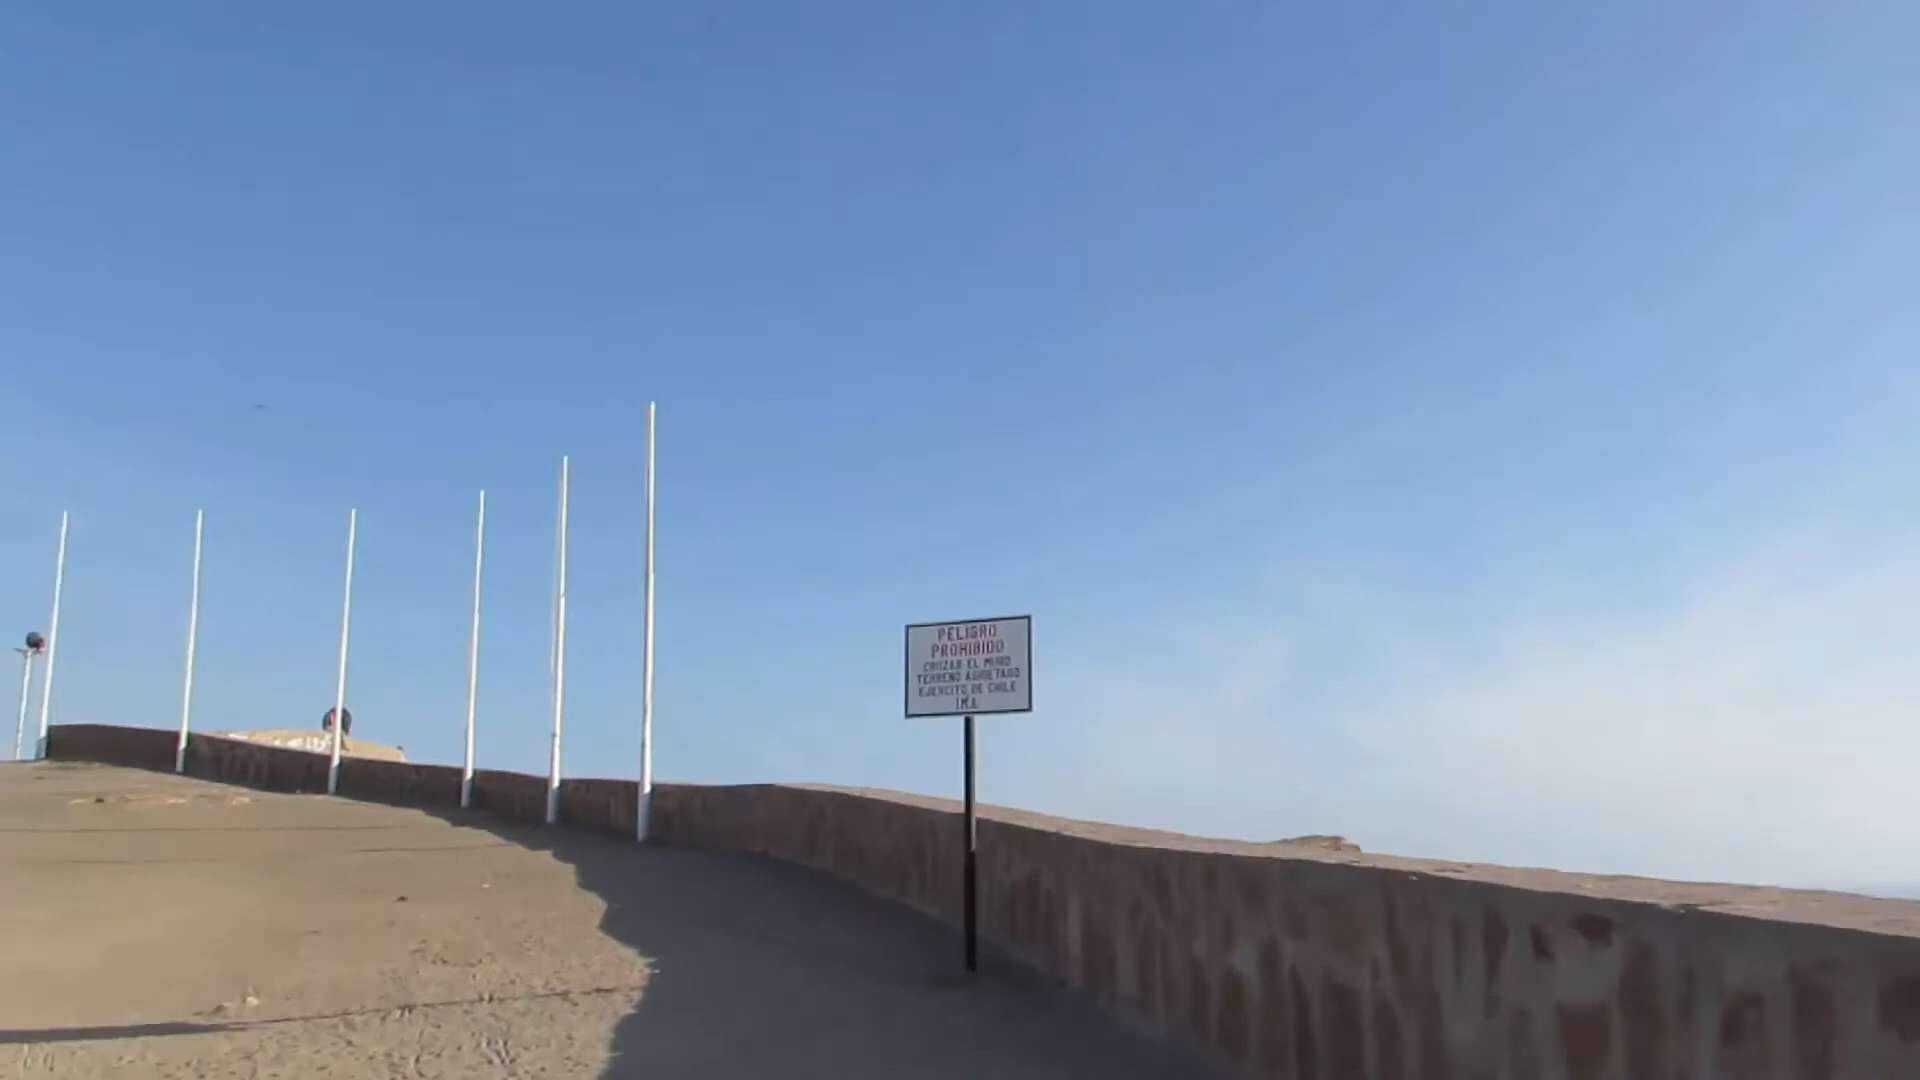 PELIGRO
PROHIBIDO
CRUZAR EL MURO
TERRENO AGRIETADO
EJERCITO DE CHILE
I.M.A.